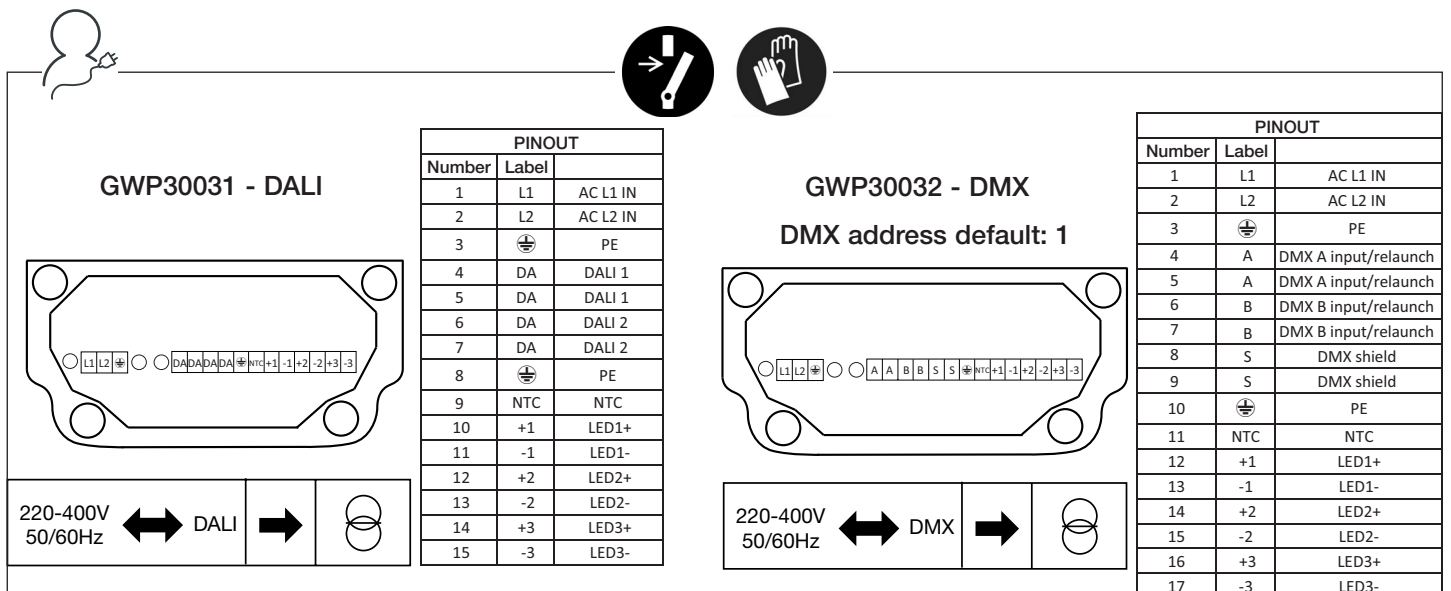 GWP30031 - DALI
L1 L2 DA DA DA DA NTC +1 -1 +2 -2 +3 -3
220-400V
50/60Hz
DALI
PINOUT
Number Label
1 L1 AC L1 IN
2 L2 AC L2 IN
3 PE
4 DA DALI 1
5 DA DALI 1
6 DA DALI 2
7 DA DALI 2
8 PE
9 NTC NTC
10 +1 LED1+
11 -1 LED1-
12 +2 LED2+
13 -2 LED2-
14 +3 LED3+
15 -3 LED3-
GWP30032 - DMX
DMX address default: 1
L1 L2 A A B B S S NTC +1 -1 +2 -2 +3 -3
220-400V
50/60Hz
DMX
PINOUT
Number Label
1 L1 AC L1 IN
2 L2 AC L2 IN
3 PE
4 A DMX A input/relaunch
5 A DMX A input/relaunch
6 B DMX B input/relaunch
7 B DMX B input/relaunch
8 S DMX shield
9 S DMX shield
10 PE
11 NTC NTC
12 +1 LED1+
13 -1 LED1-
14 +2 LED2+
15 -2 LED2-
16 +3 LED3+
17 -3 LED3-